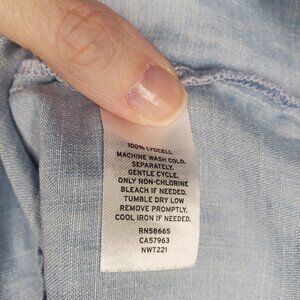 100% LYOCELL
MACHINE WASH COLD.
SEPARATELY.
GENTLE CYCLE.
ONLY NON-CHLORINE
BLEACH IF NEEDED.
TUMBLE DRY LOW
REMOVE PROMPTLY.
COOL IRON IF NEEDED.
RN58665
CA57963
NWT221